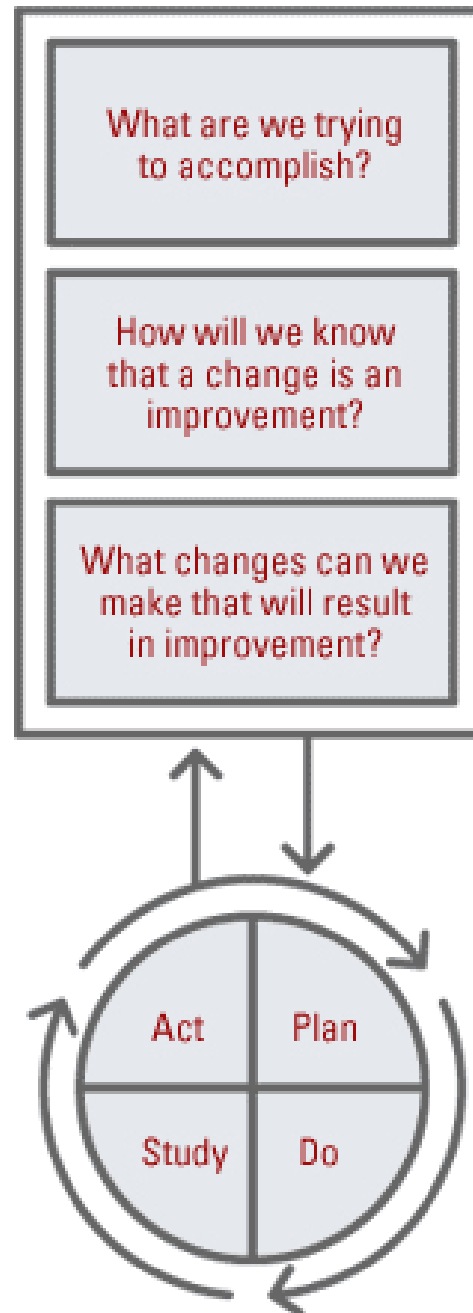 What are we trying
to accomplish?
How will we know
that a change is an
improvement?
What changes can we
make that will result
in improvement?
Act
Plan
Study
Do